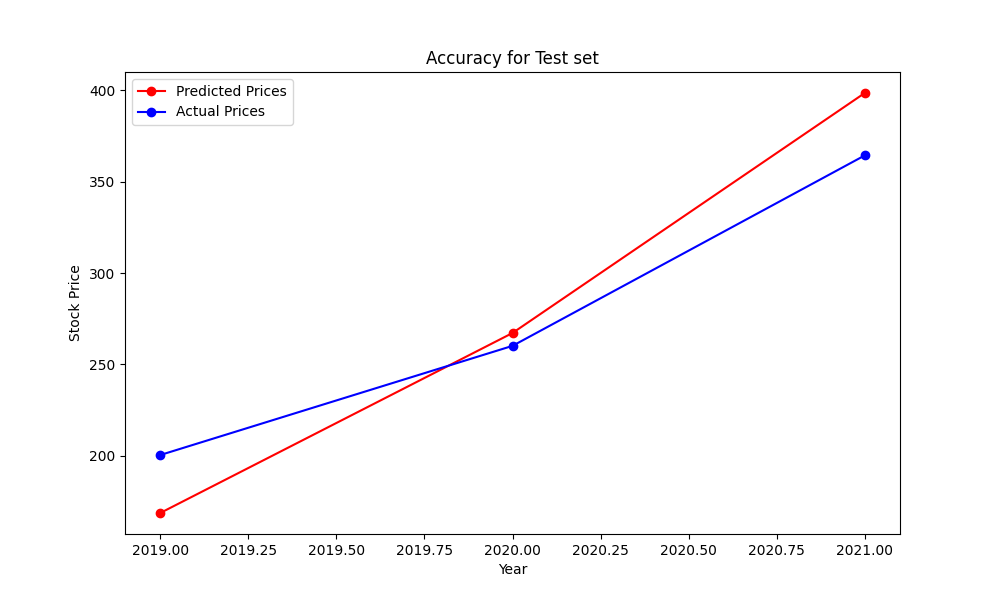 Accuracy for Test set
Predicted Prices
Actual Prices
400
350
300
250
200
Stock Price
2019.00 2019.25 2019.50 2019.75 2020.00 2020.25 2020.50 2020.75 2021.00
Year